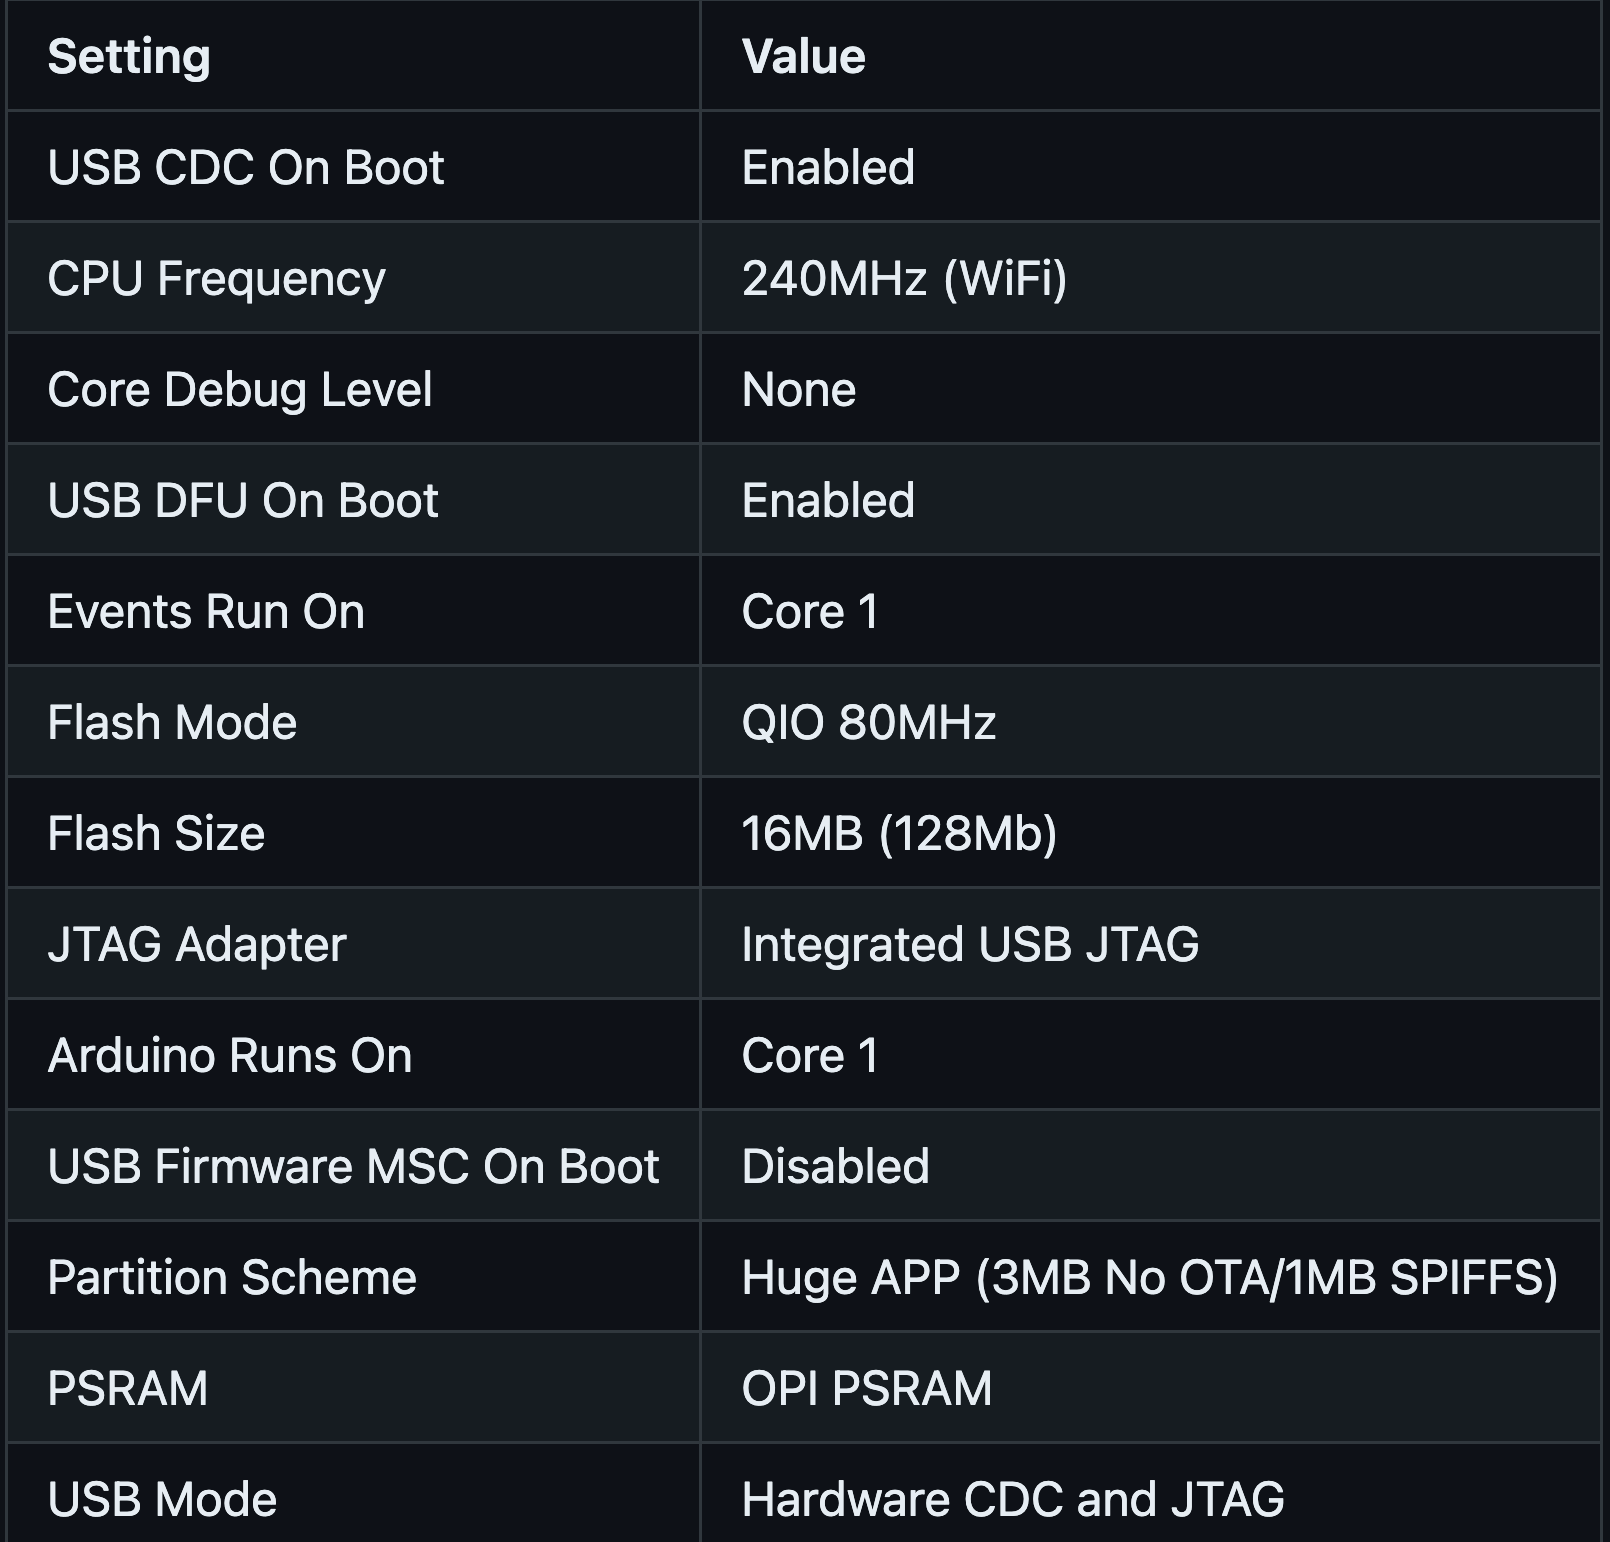 Setting Value
USB CDC On Boot Enabled
CPU Frequency 240MHz (WiFi)
Core Debug Level None
USB DFU On Boot Enabled
Events Run On Core 1
Flash Mode QIO 80MHz
Flash Size 16MB (128Mb)
JTAG Adapter Integrated USB JTAG
Arduino Runs On Core 1
USB Firmware MSC On Boot Disabled
Partition Scheme Huge APP (3MB No OTA/1MB SPIFFS)
PSRAM OPI PSRAM
USB Mode Hardware CDC and JTAG